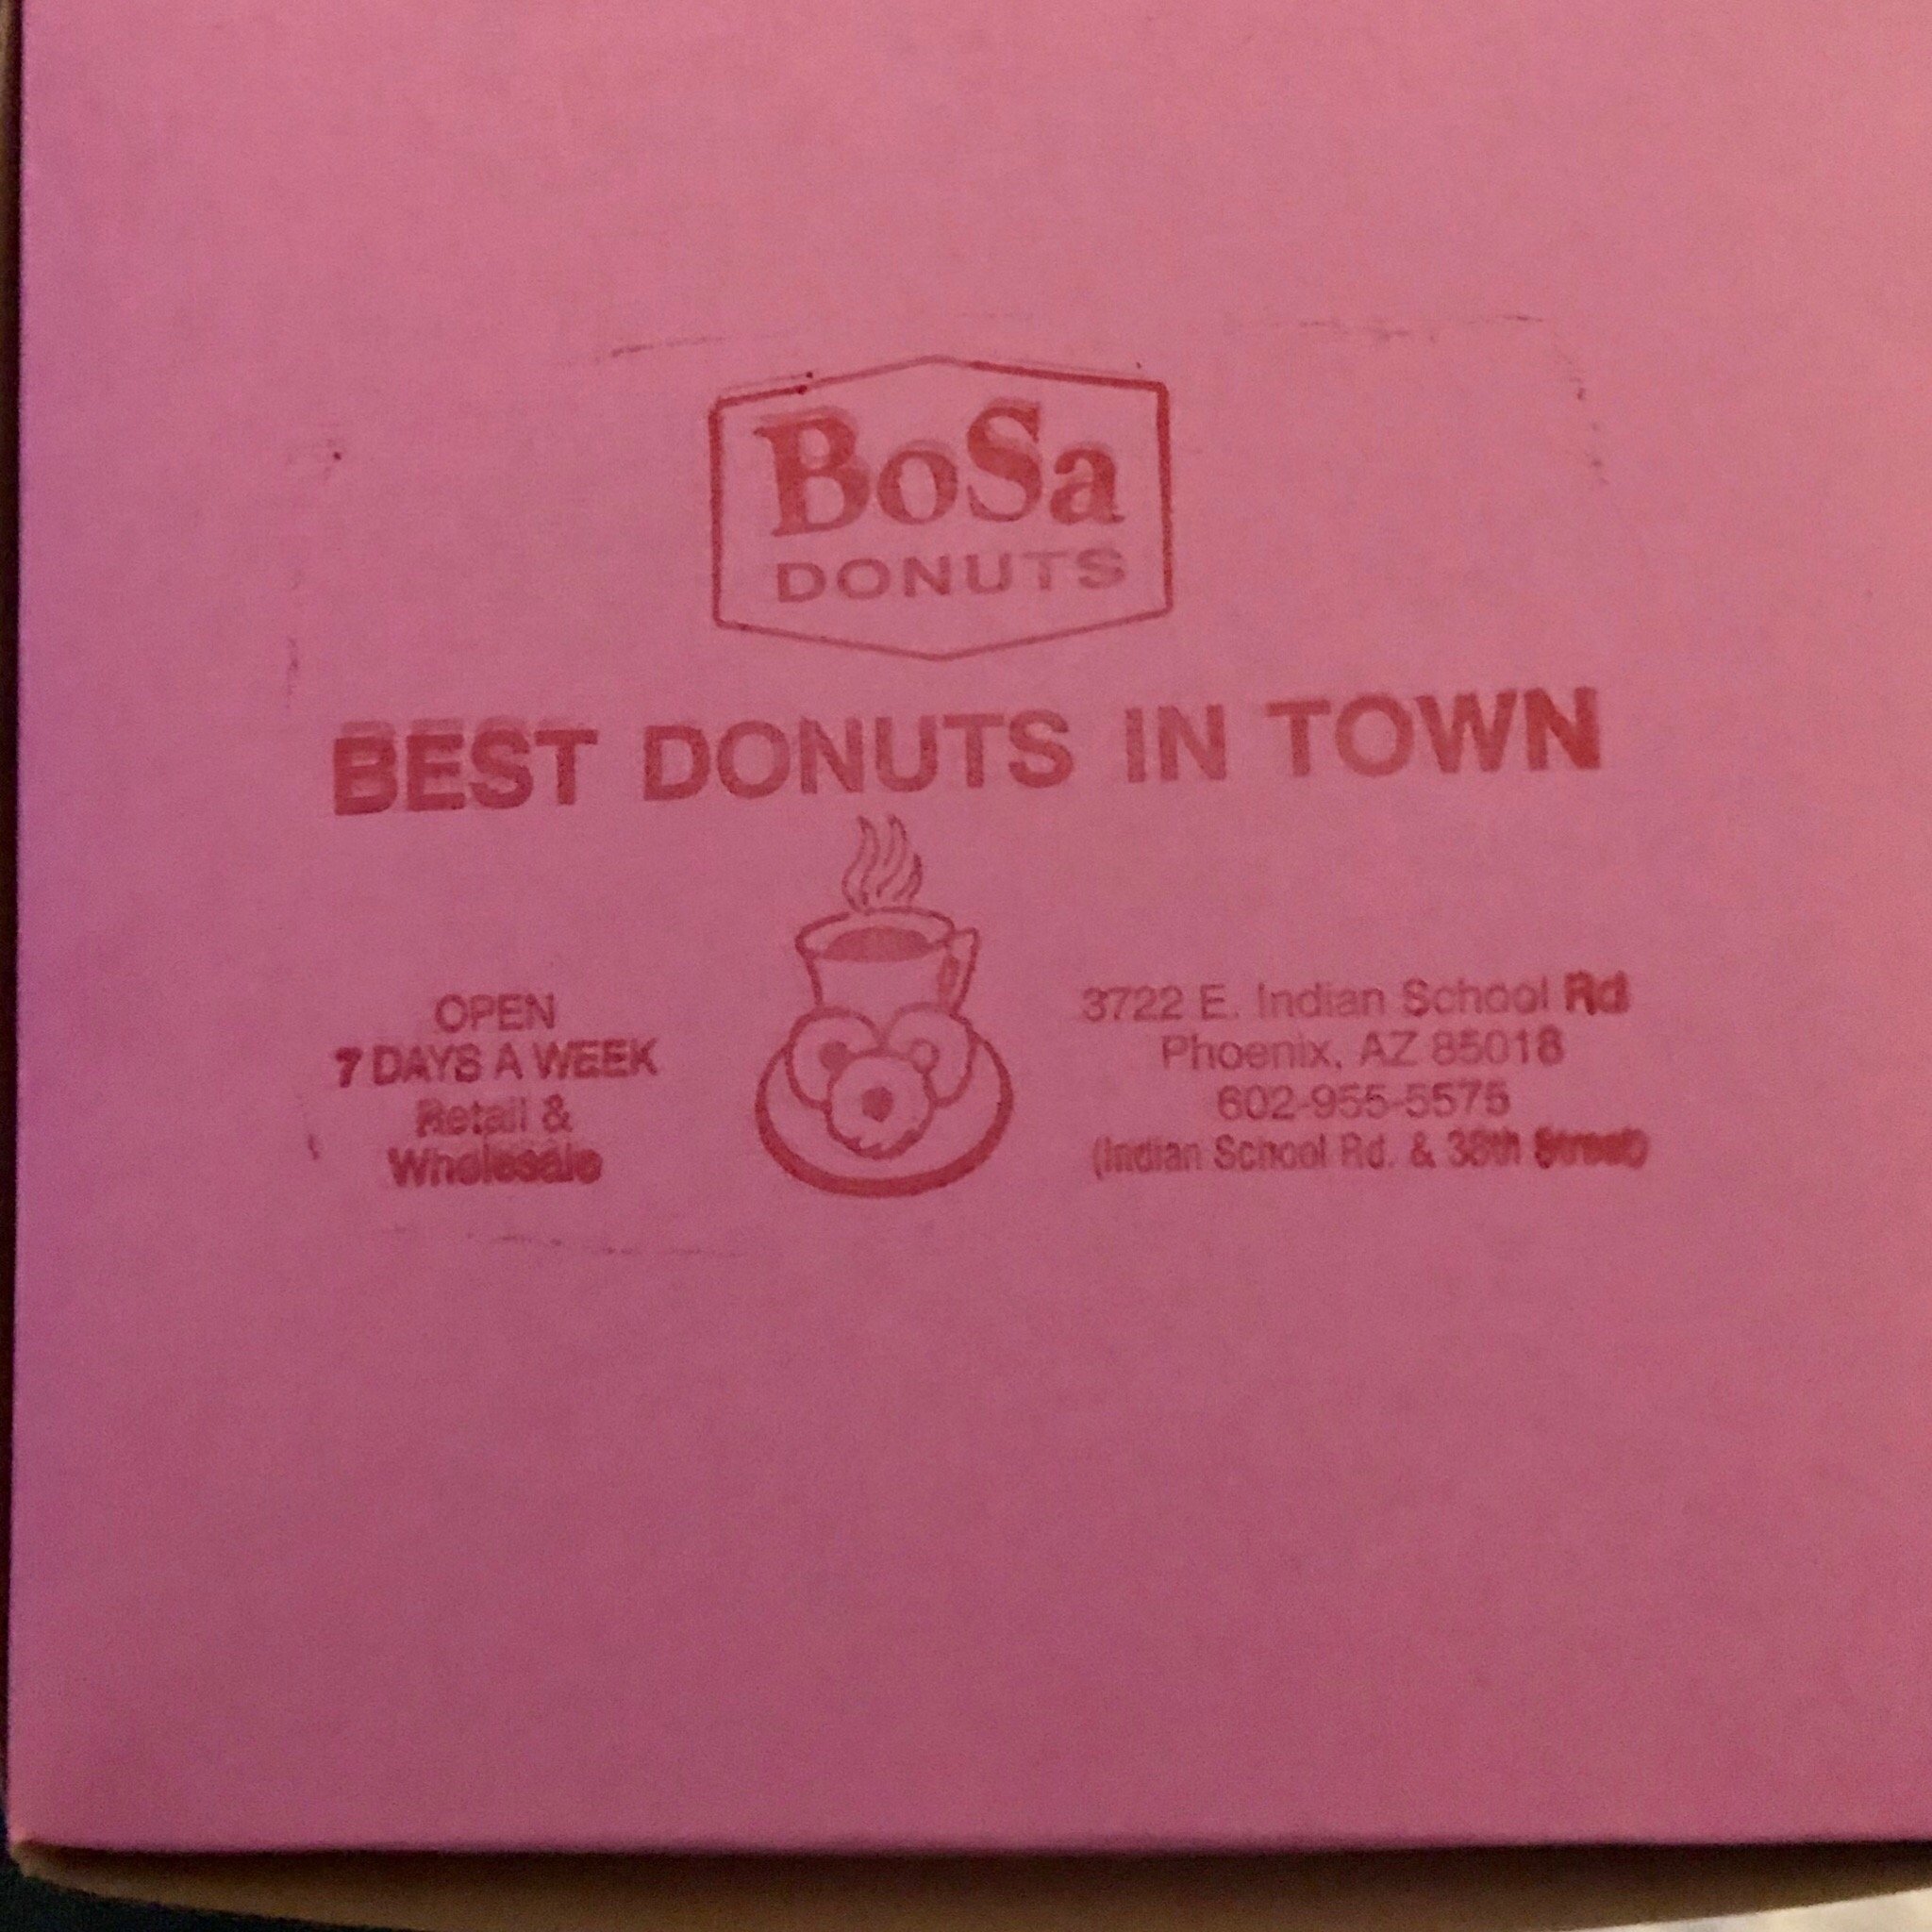 BoSa
DONUTS
BEST DONUTS IN TOWN
OPEN
7 DAYS A WEEK
Retail &
Wholesale
3722 E. Indian School Rd
Phoenix, AZ 85018
602-955-5575
(Indian School Rd. & 38th Street)